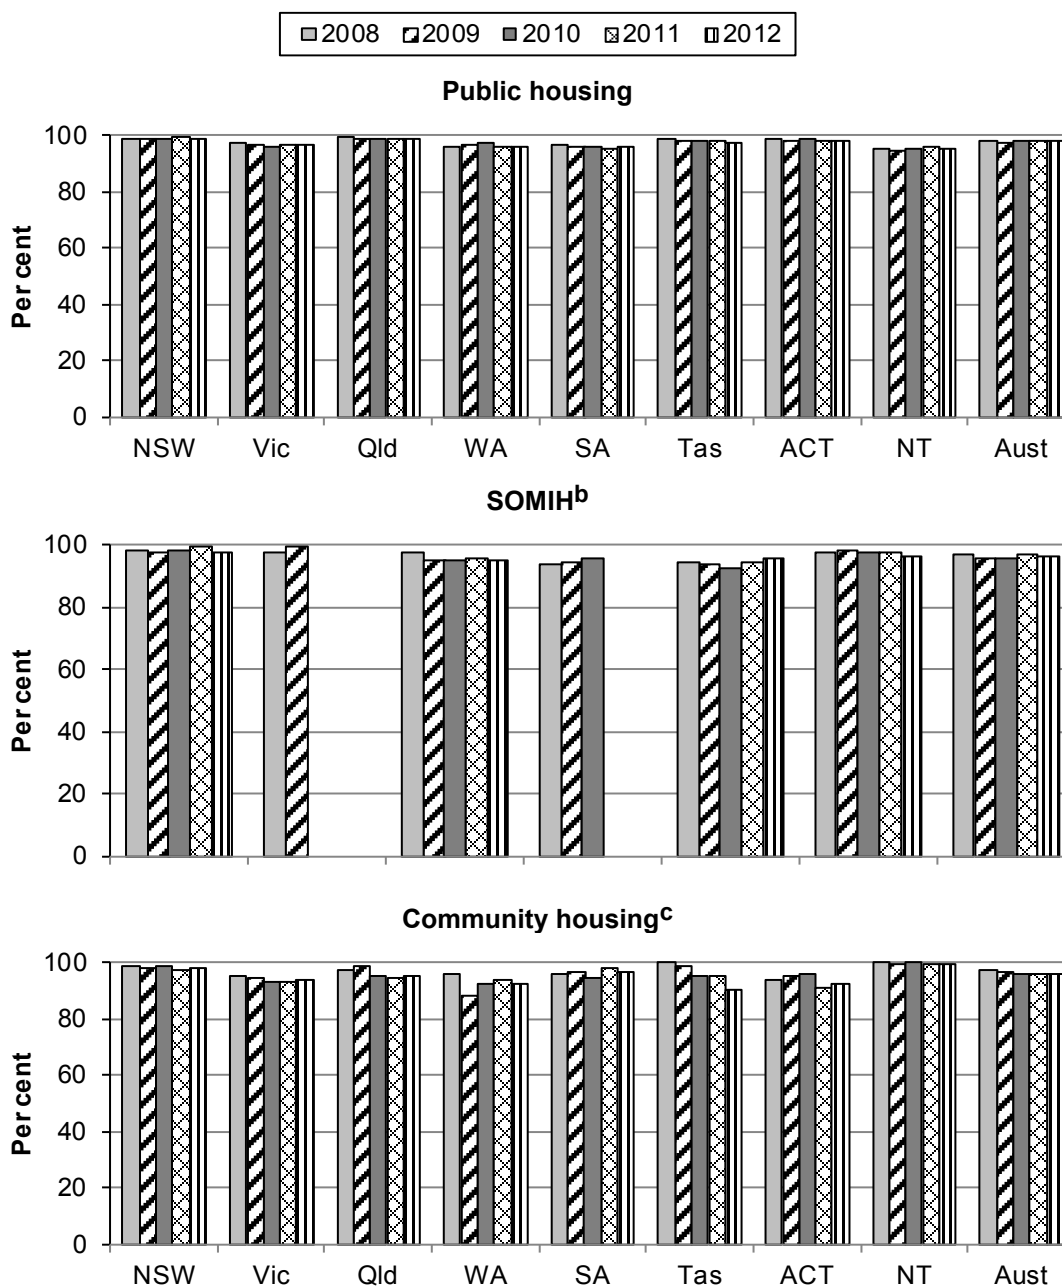 2008 2009 2010 2011 2012
Public housing
100
80
60
40
20
0
Per cent
NSW Vic Qld WA SA Tas ACT NT Aust
SOMIHb
100
80
60
40
20
0
Per cent
Community housingc
100
80
60
40
20
0
Per cent
NSW Vic Qld WA SA Tas ACT NT Aust